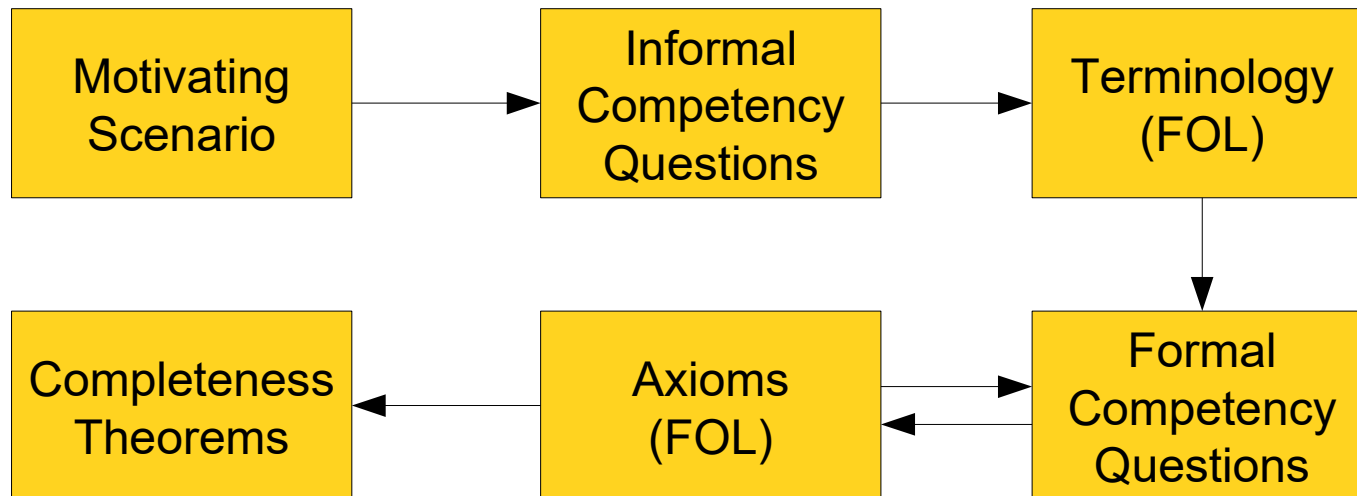 Motivating
Scenario
Informal
Competency
Questions
Terminology
(FOL)
Completeness
Theorems
Axioms
(FOL)
Formal
Competency
Questions